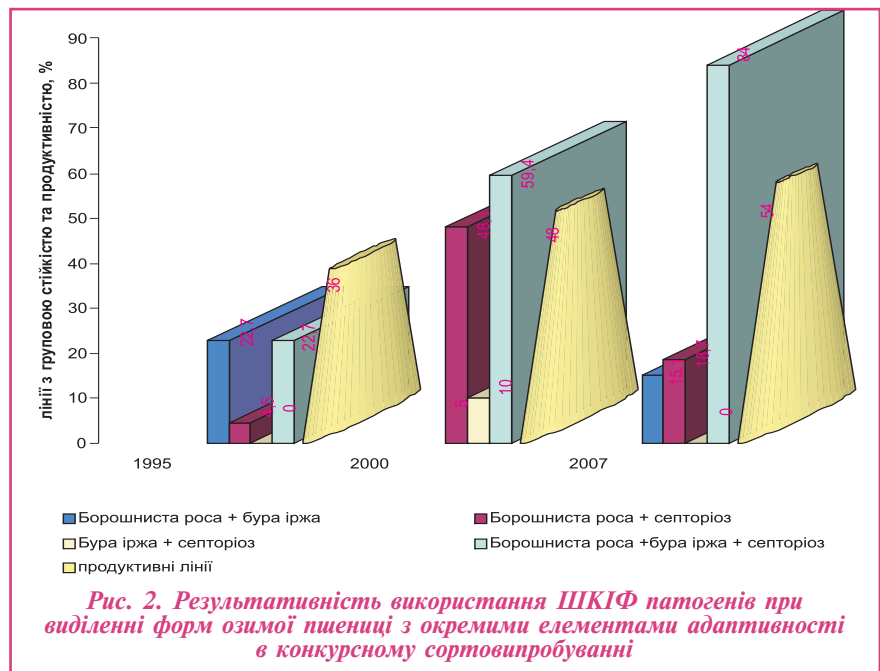 лінії з груповою стійкістю та продуктивністю, %
90
80
70
60
50
40
30
20
10
0
22,7
0
22,7
36
5
10
59,4
48
18,7
0
84
54
1995 2000 2007
Борошниста роса + бура іржа
Борошниста роса + септоріоз
Бура іржа + септоріоз
Борошниста роса +бура іржа + септоріоз
продуктивні лінії
Рис. 2. Результативність використання ШКІФ патогенів при
виділенні форм озимої пшениці з окремими елементами адаптивності
в конкурсному сортовипробуванні